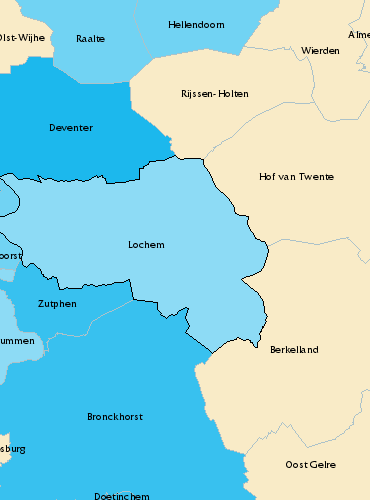 Hellendoorn
Olst-Wijhe
Raalte
Alme
Wierden
Rijssen-Holten
Deventer
Hof van Twente
Lochem
oorst
Zutphen
ummen
Berkelland
Bronckhorst
sburg
Oost Gelre
Doetinchem